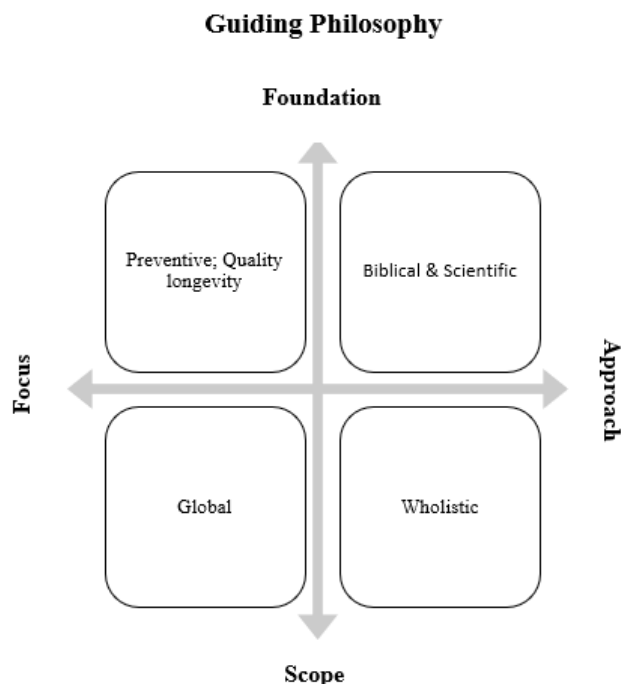 Guiding Philosophy
Foundation
Preventive; Quality
longevity
Biblical & Scientific
Focus
Approach
Global
Wholistic
Scope